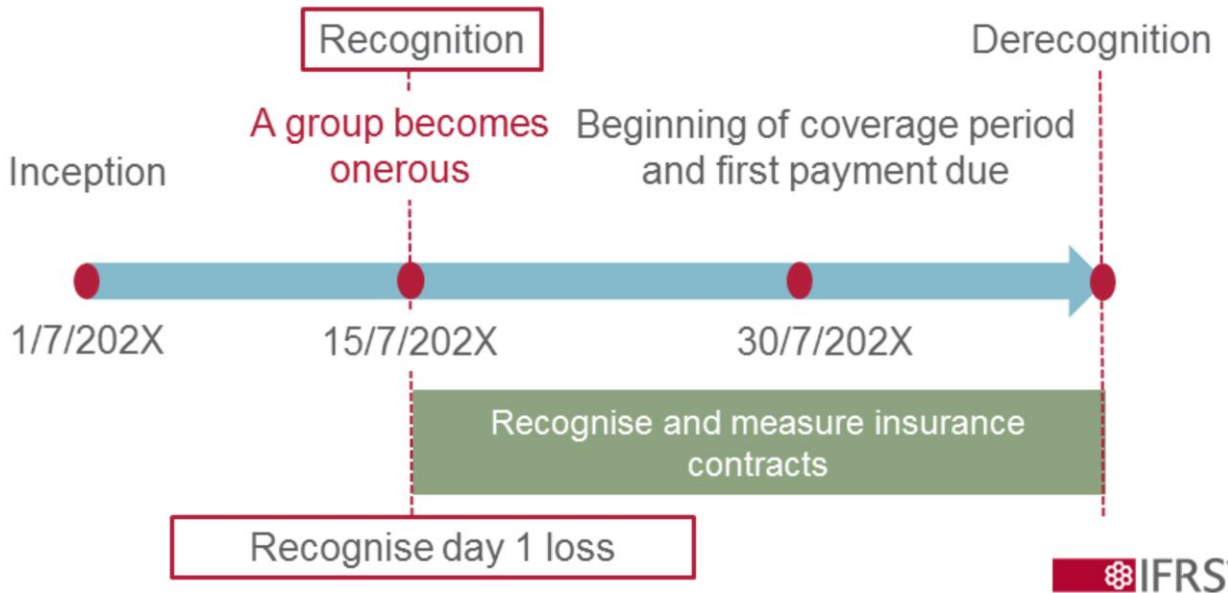 Recognition
Derecognition
A group becomes
onerous
Beginning of coverage period
and first payment due
Inception
1/7/202X
15/7/202X
30/7/202X
Recognise and measure insurance
contracts
Recognise day 1 loss
IFRS